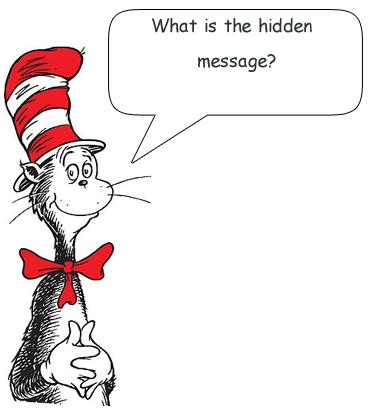 What is the hidden
message?